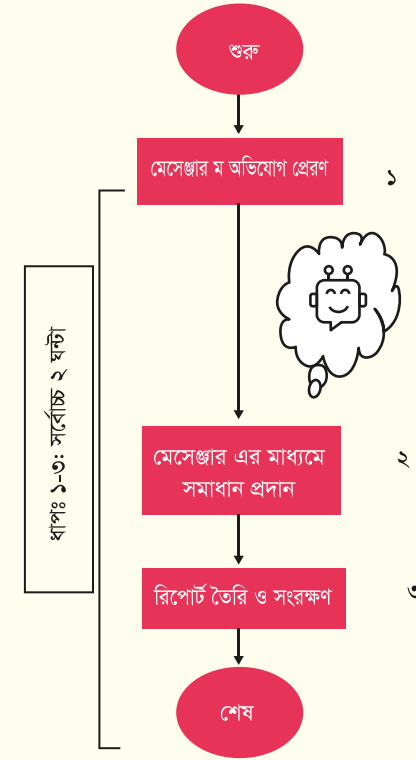 শুরু
মেসেঞ্জার ম অভিযোগ প্রেরণ
১
ধাপঃ ১-৩: সর্বোচ্চ ২ ঘন্টা
মেসেঞ্জার এর মাধ্যমে
সমাধান প্রদান
২
রিপোর্ট তৈরি ও সংরক্ষণ
৩
শেষ